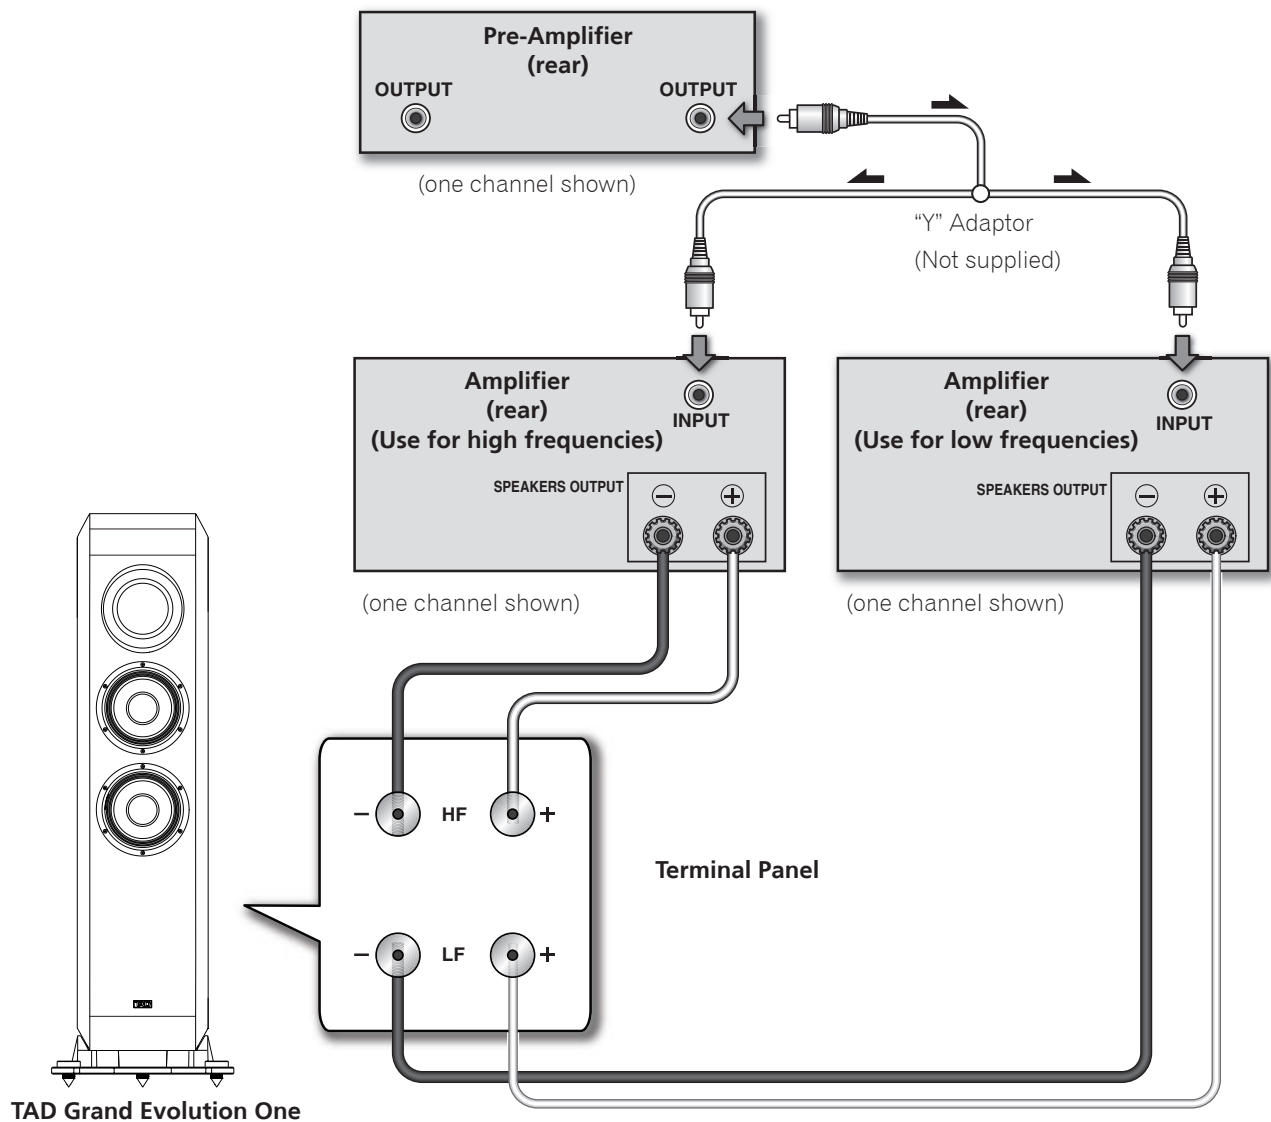 Pre-Amplifier
(rear)
OUTPUT
OUTPUT
(one channel shown)
“Y” Adaptor
(Not supplied)
Amplifier
(rear)
(Use for high frequencies)
INPUT
SPEAKERS OUTPUT
− +
(one channel shown)
Amplifier
(rear)
(Use for low frequencies)
INPUT
SPEAKERS OUTPUT
− +
(one channel shown)
− HF +
Terminal Panel
− LF +
TAD
TAD Grand Evolution One